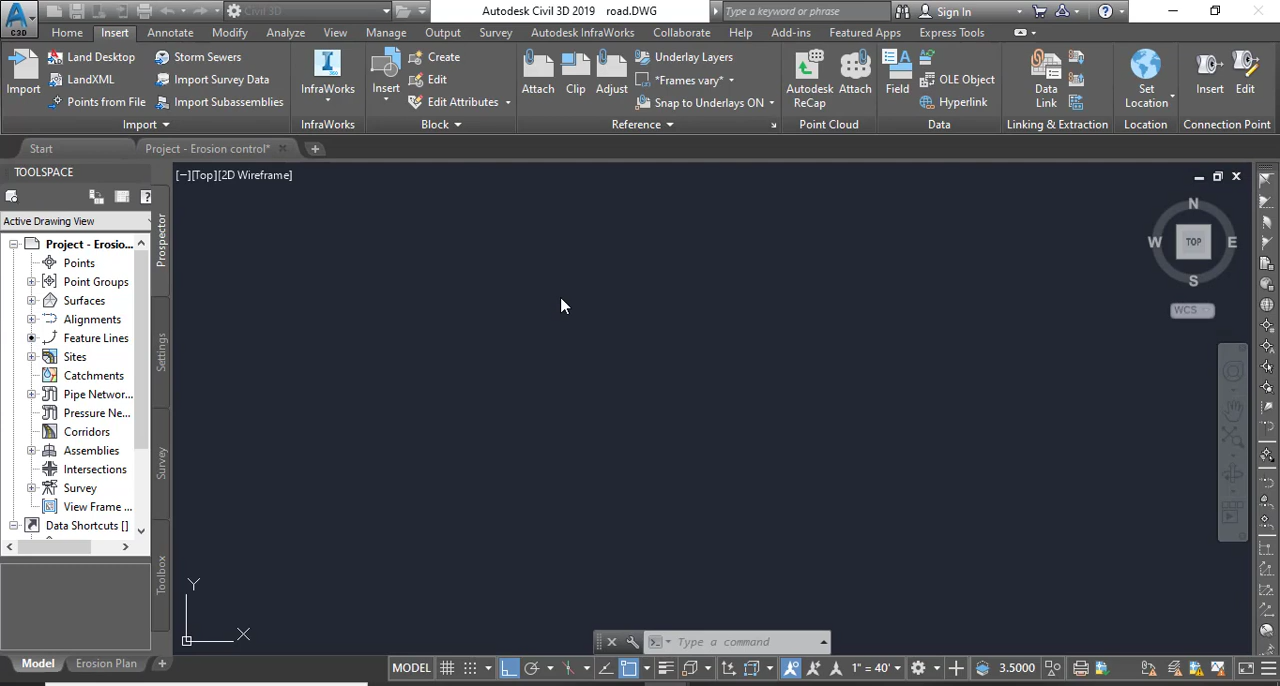 C3D Civil 3D Autodesk Civil 3D 2019 road.DWG Type a keyword or phrase Sign In
Home Insert Annotate Modify Analyze View Manage Output Survey Autodesk InfraWorks Collaborate Help Add-ins Featured Apps Express Tools
Import
Land Desktop
LandXML
Points from File
Storm Sewers
Import Survey Data
Import Subassemblies
Import
InfraWorks
InfraWorks
Insert
Create
Edit
Edit Attributes
Block
Attach
Clip
Adjust
Underlay Layers
*Frames vary*
Snap to Underlays ON
Reference
Autodesk
ReCap
Attach
Point Cloud
Field
OLE Object
Hyperlink
Data
Data
Link
Linking & Extraction
Set
Location
Location
Insert
Edit
Connection Point
Start
Project - Erosion control*
TOOLSPACE
Active Drawing View
Project - Erosio...
Points
Point Groups
Surfaces
Alignments
Feature Lines
Sites
Catchments
Pipe Networ...
Pressure Ne...
Corridors
Assemblies
Intersections
Survey
View Frame ...
Data Shortcuts []
Prospector
Settings
Survey
Toolbox
[−][Top][2D Wireframe]
N
W TOP E
S
WCS
Y
X
Type a command
Model Erosion Plan
MODEL 1" = 40' 3.5000